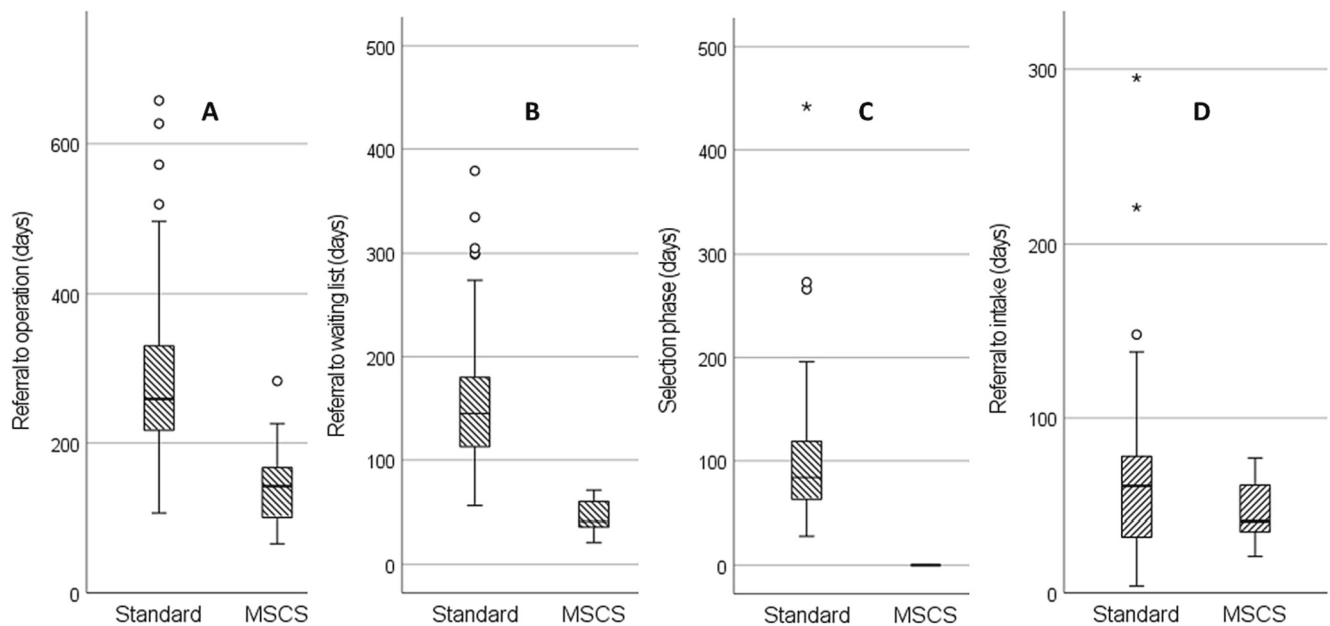 A
Referral to operation (days)
600
400
200
0
Standard MSCS
B
Referral to waiting list (days)
500
400
300
200
100
0
Standard MSCS
C
Selection phase (days)
500
400
300
200
100
0
Standard MSCS
D
Referral to intake (days)
300
200
100
0
Standard MSCS